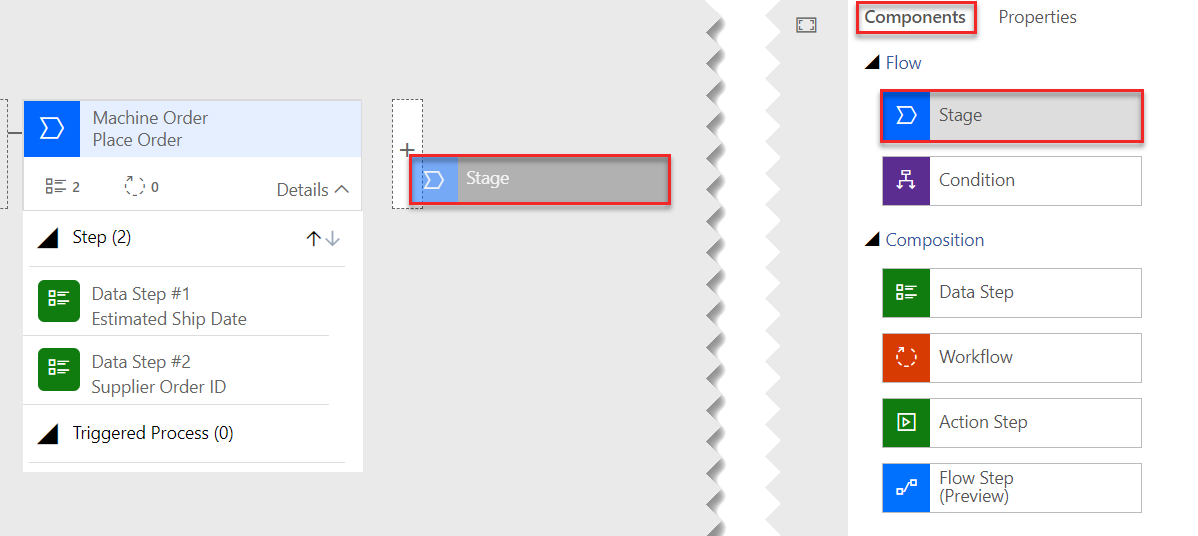 Machine Order
Place Order
2
0
Details
Step (2)
Data Step #1
Estimated Ship Date
Data Step #2
Supplier Order ID
Triggered Process (0)
+
Stage
Components
Properties
Flow
Stage
Condition
Composition
Data Step
Workflow
Action Step
Flow Step
(Preview)